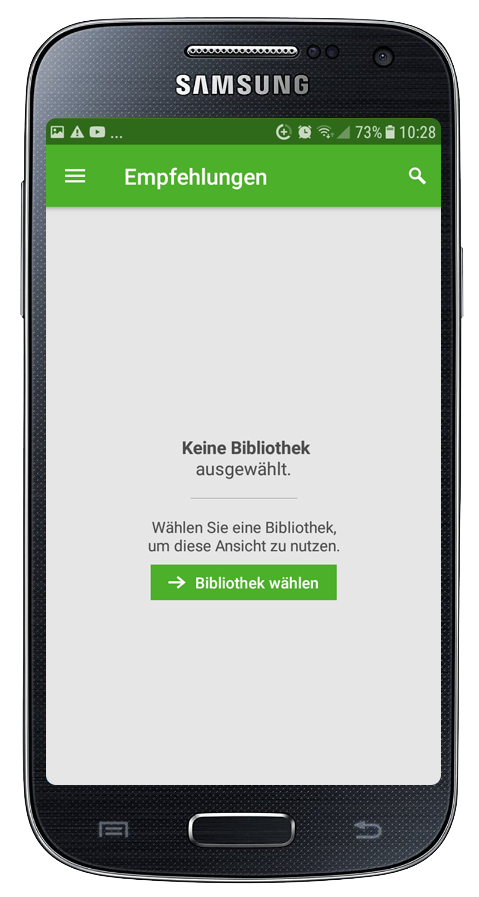 SAMSUNG
... 73% 10:28
Empfehlungen
Keine Bibliothek
ausgewählt.
Wählen Sie eine Bibliothek,
um diese Ansicht zu nutzen.
Bibliothek wählen